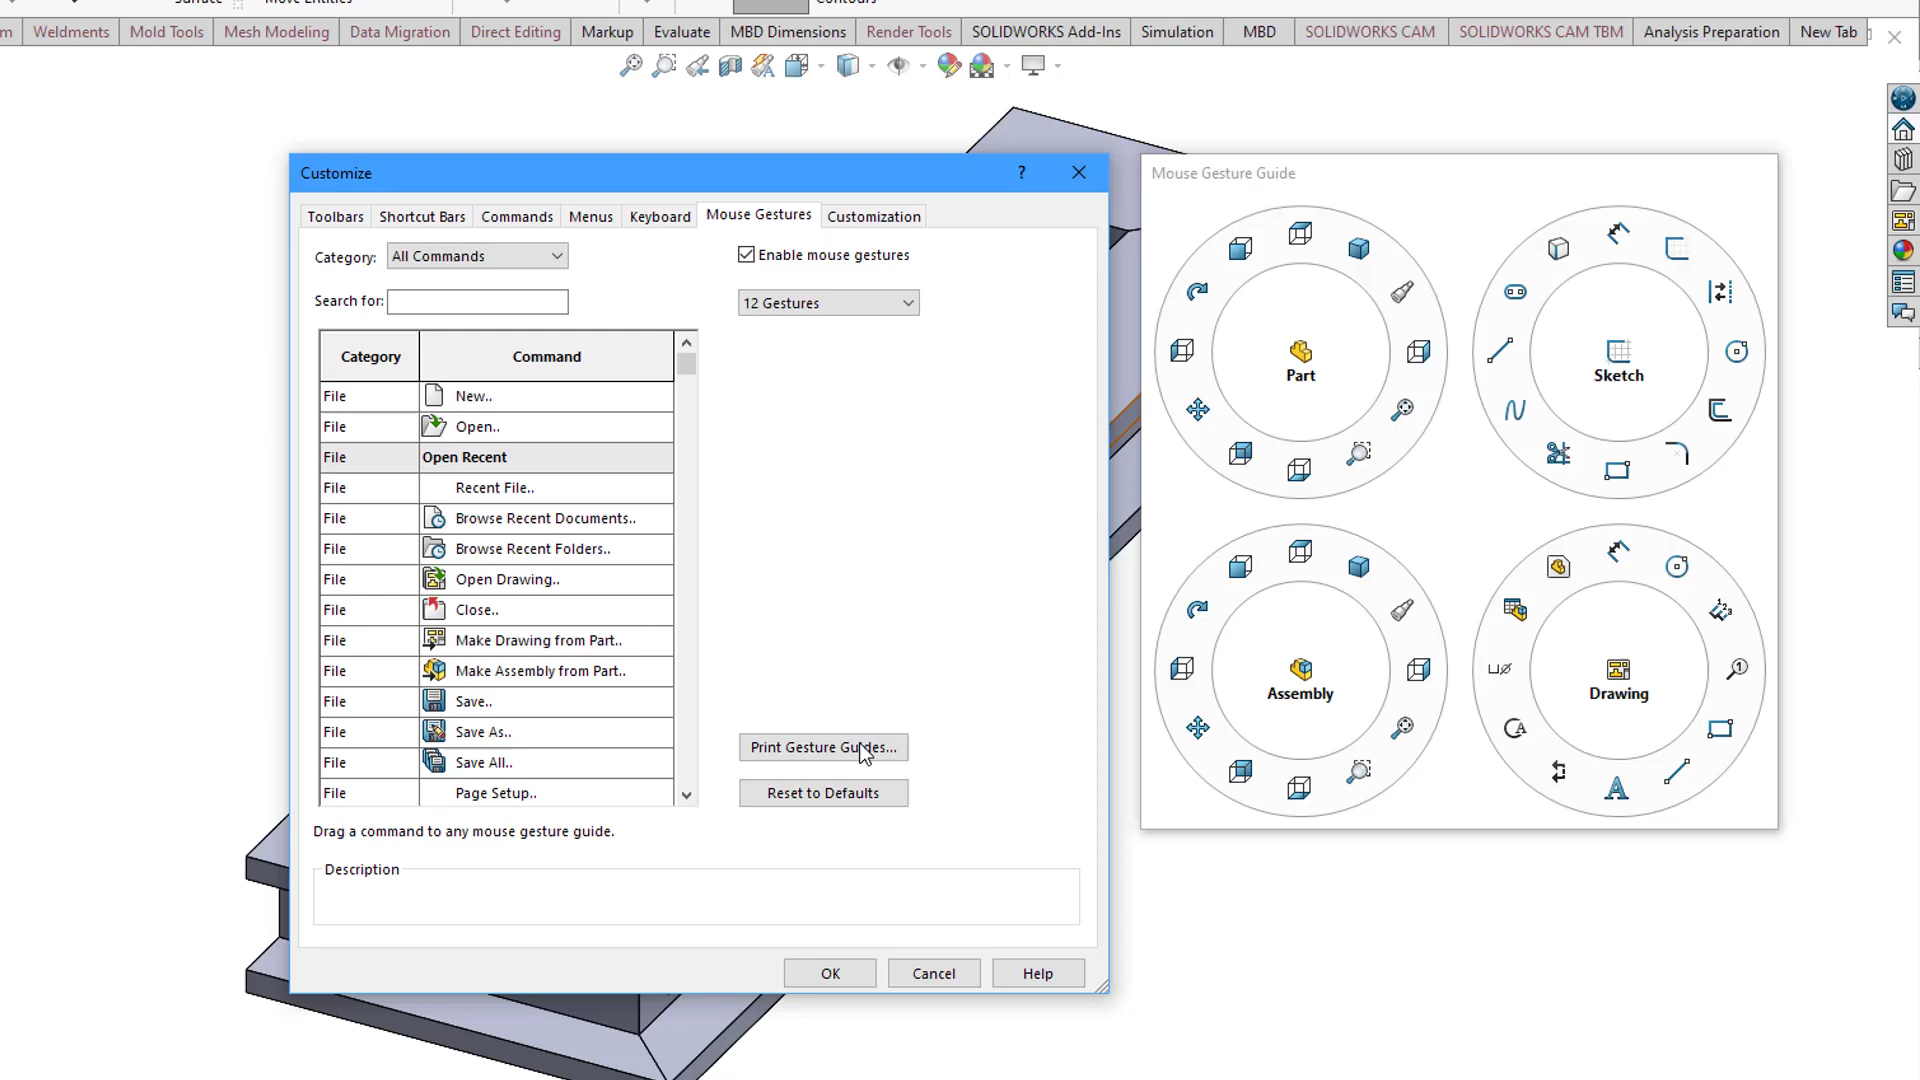 Surface
Move Entities
Contours
m
Weldments
Mold Tools
Mesh Modeling
Data Migration
Direct Editing
Markup
Evaluate
MBD Dimensions
Render Tools
SOLIDWORKS Add-Ins
Simulation
MBD
SOLIDWORKS CAM
SOLIDWORKS CAM TBM
Analysis Preparation
New Tab
Customize
?
Toolbars
Shortcut Bars
Commands
Menus
Keyboard
Mouse Gestures
Customization
Category:
All Commands
Enable mouse gestures
Search for:
12 Gestures
Category Command
File New..
File Open..
File Open Recent
File Recent File..
File Browse Recent Documents..
File Browse Recent Folders..
File Open Drawing..
File Close..
File Make Drawing from Part..
File Make Assembly from Part..
File Save..
File Save As..
File Save All..
File Page Setup..
Print Gesture Guides...
Reset to Defaults
Drag a command to any mouse gesture guide.
Description
OK
Cancel
Help
Mouse Gesture Guide
Part
Sketch
Assembly
Drawing